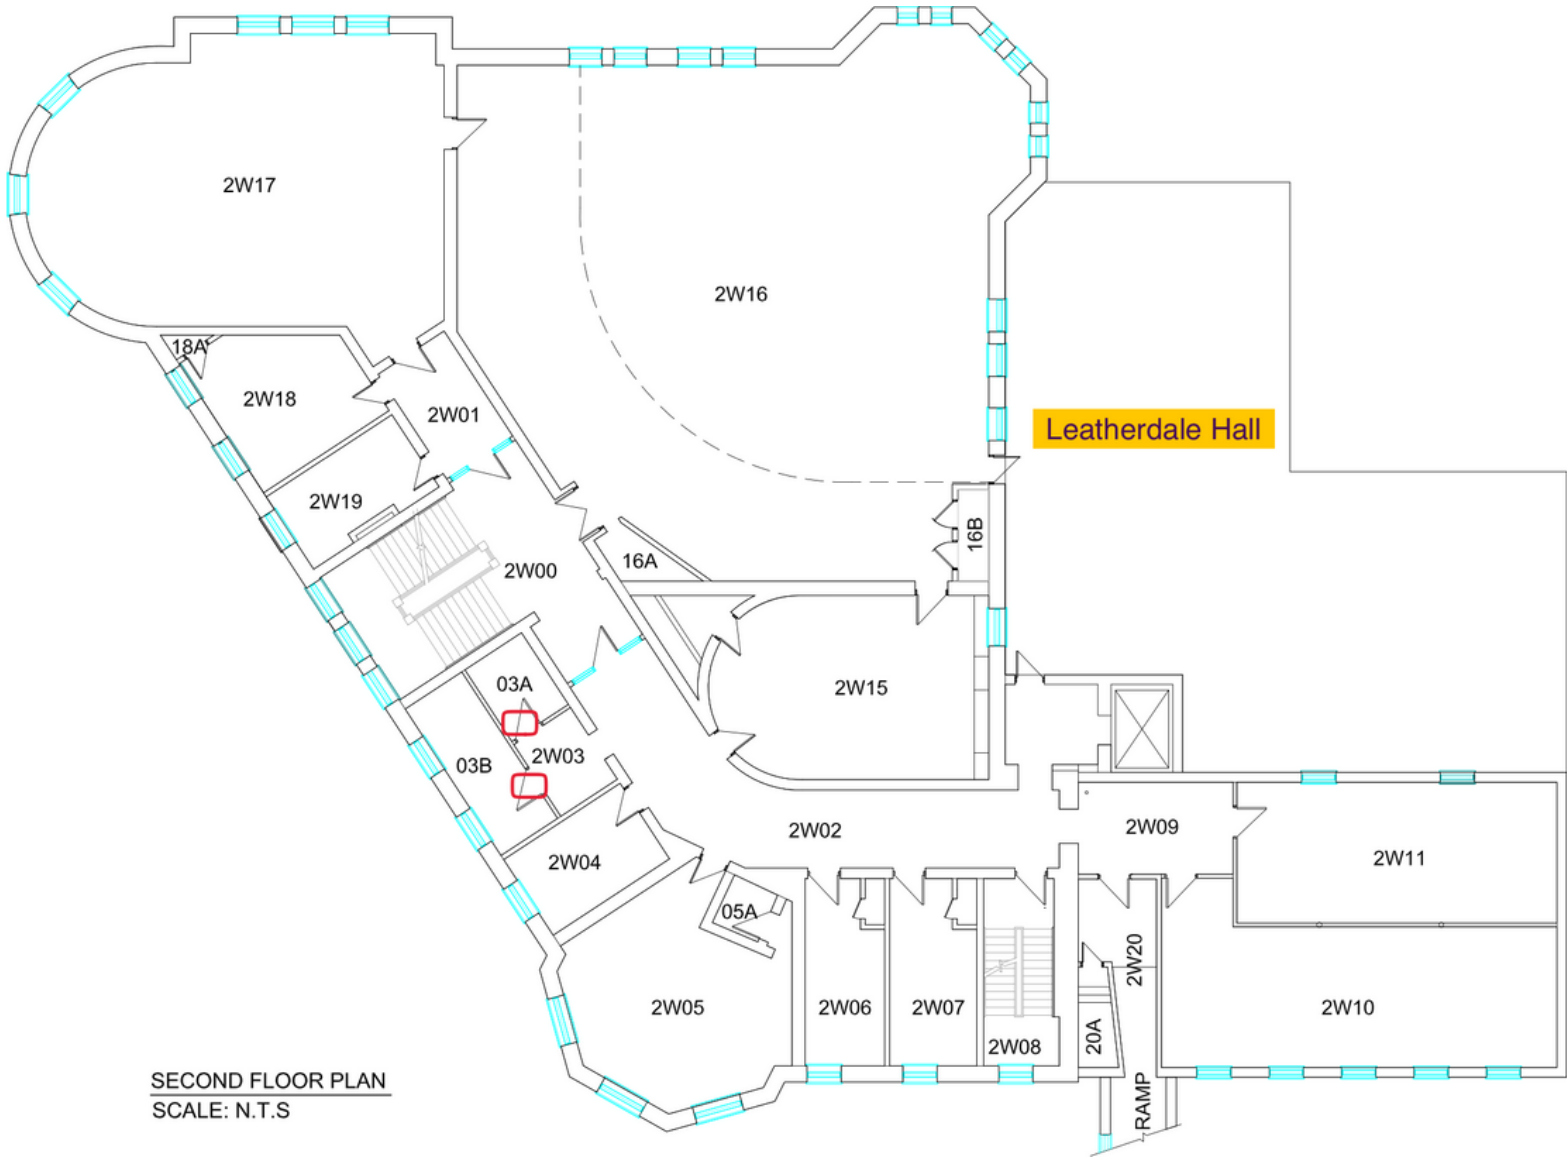 2W17
2W16
18A
2W18
2W01
Leatherdale Hall
2W19
16B
16A
2W00
03A
2W15
2W03
03B
2W02
2W09
2W04
2W11
05A
2W20
2W05
2W06
2W07
2W10
20A
2W08
SECOND FLOOR PLAN
SCALE: N.T.S
RAMP